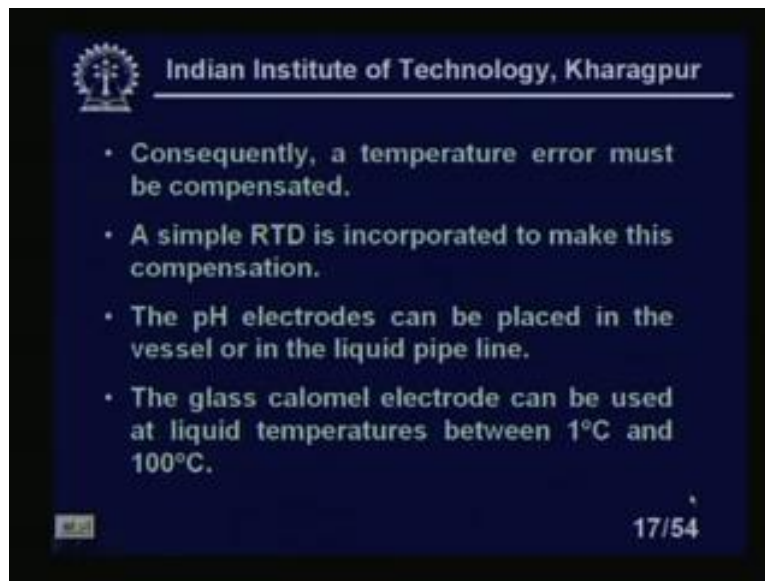 Indian Institute of Technology, Kharagpur
• Consequently, a temperature error must
be compensated.
• A simple RTD is incorporated to make this
compensation.
• The pH electrodes can be placed in the
vessel or in the liquid pipe line.
• The glass calomel electrode can be used
at liquid temperatures between 1ºC and
100ºC.
17/54